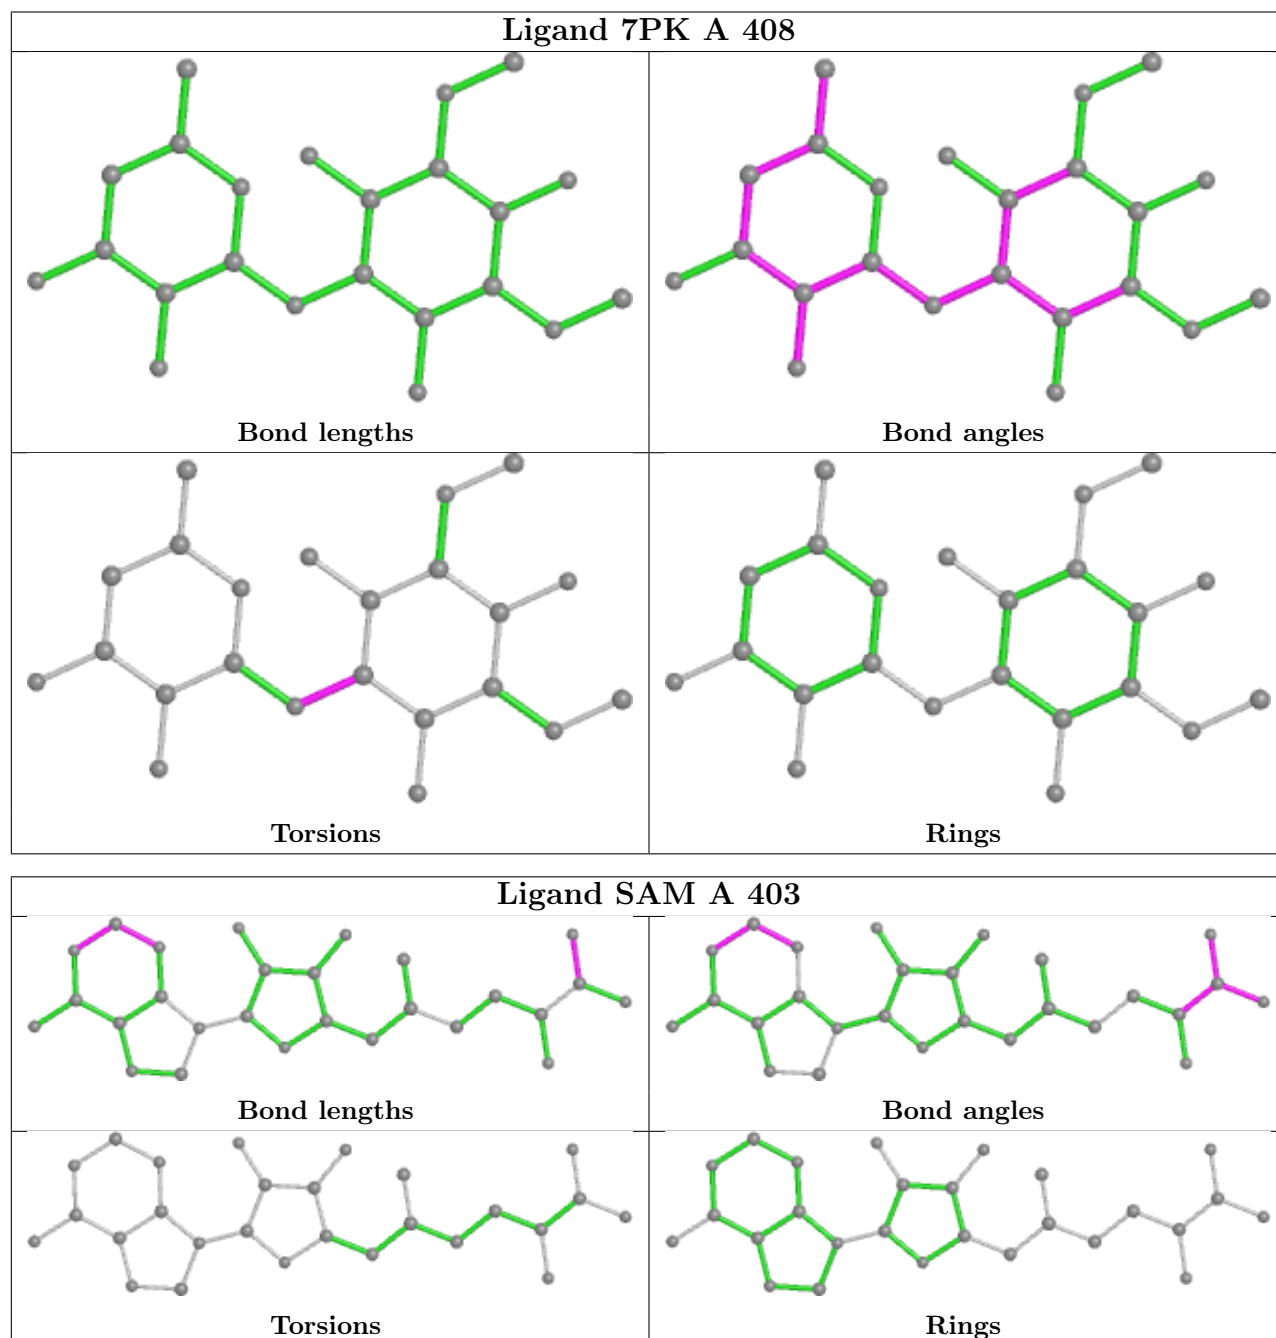 Ligand 7PK A 408
Bond lengths
Bond angles
Torsions
Rings
Ligand SAM A 403
Bond lengths
Bond angles
Torsions
Rings